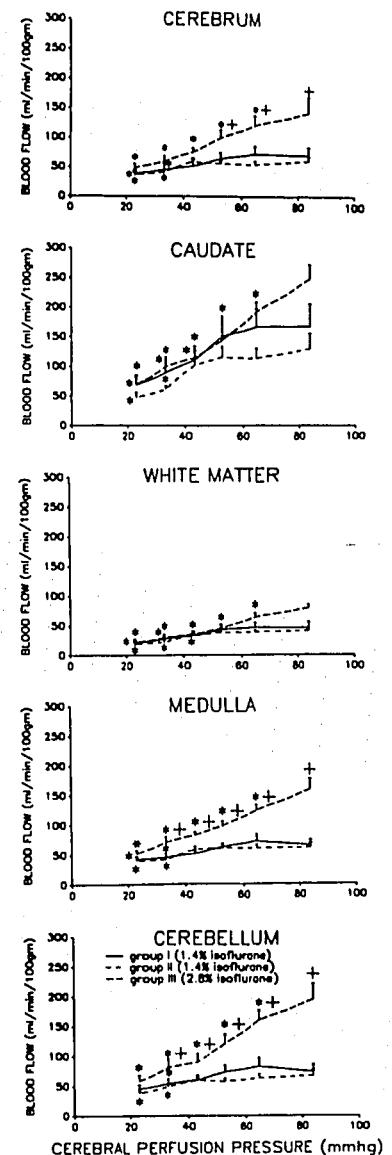 CEREBRUM
BLOOD FLOW (ml/min/100gm)
300
250
200
150
100
50
0
0 20 40 60 80 100
CAUDATE
BLOOD FLOW (ml/min/100gm)
300
250
200
150
100
50
0
0 20 40 60 80 100
WHITE MATTER
BLOOD FLOW (ml/min/100gm)
300
250
200
150
100
50
0
0 20 40 60 80 100
MEDULLA
BLOOD FLOW (ml/min/100gm)
300
250
200
150
100
50
0
0 20 40 60 80 100
CEREBELLUM
group I (1.4% isoflurane)
group II (1.4% isoflurane)
group III (2.8% isoflurane)
BLOOD FLOW (ml/min/100gm)
300
250
200
150
100
50
0
0 20 40 60 80 100
CEREBRAL PERFUSION PRESSURE (mmhg)